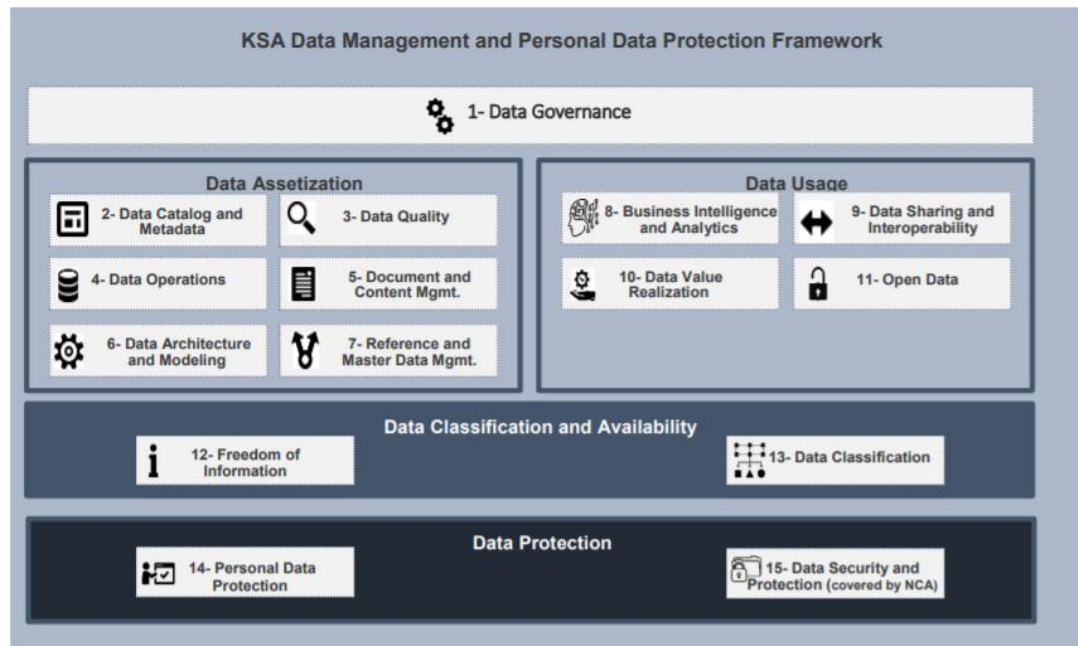 KSA Data Management and Personal Data Protection Framework
1- Data Governance
Data Assetization
2- Data Catalog and
Metadata
3- Data Quality
4- Data Operations
5- Document and
Content Mgmt.
6- Data Architecture
and Modeling
7- Reference and
Master Data Mgmt.
Data Usage
8- Business Intelligence
and Analytics
9- Data Sharing and
Interoperability
10- Data Value
Realization
11- Open Data
Data Classification and Availability
12- Freedom of
Information
13- Data Classification
Data Protection
14- Personal Data
Protection
15- Data Security and
Protection (covered by NCA)